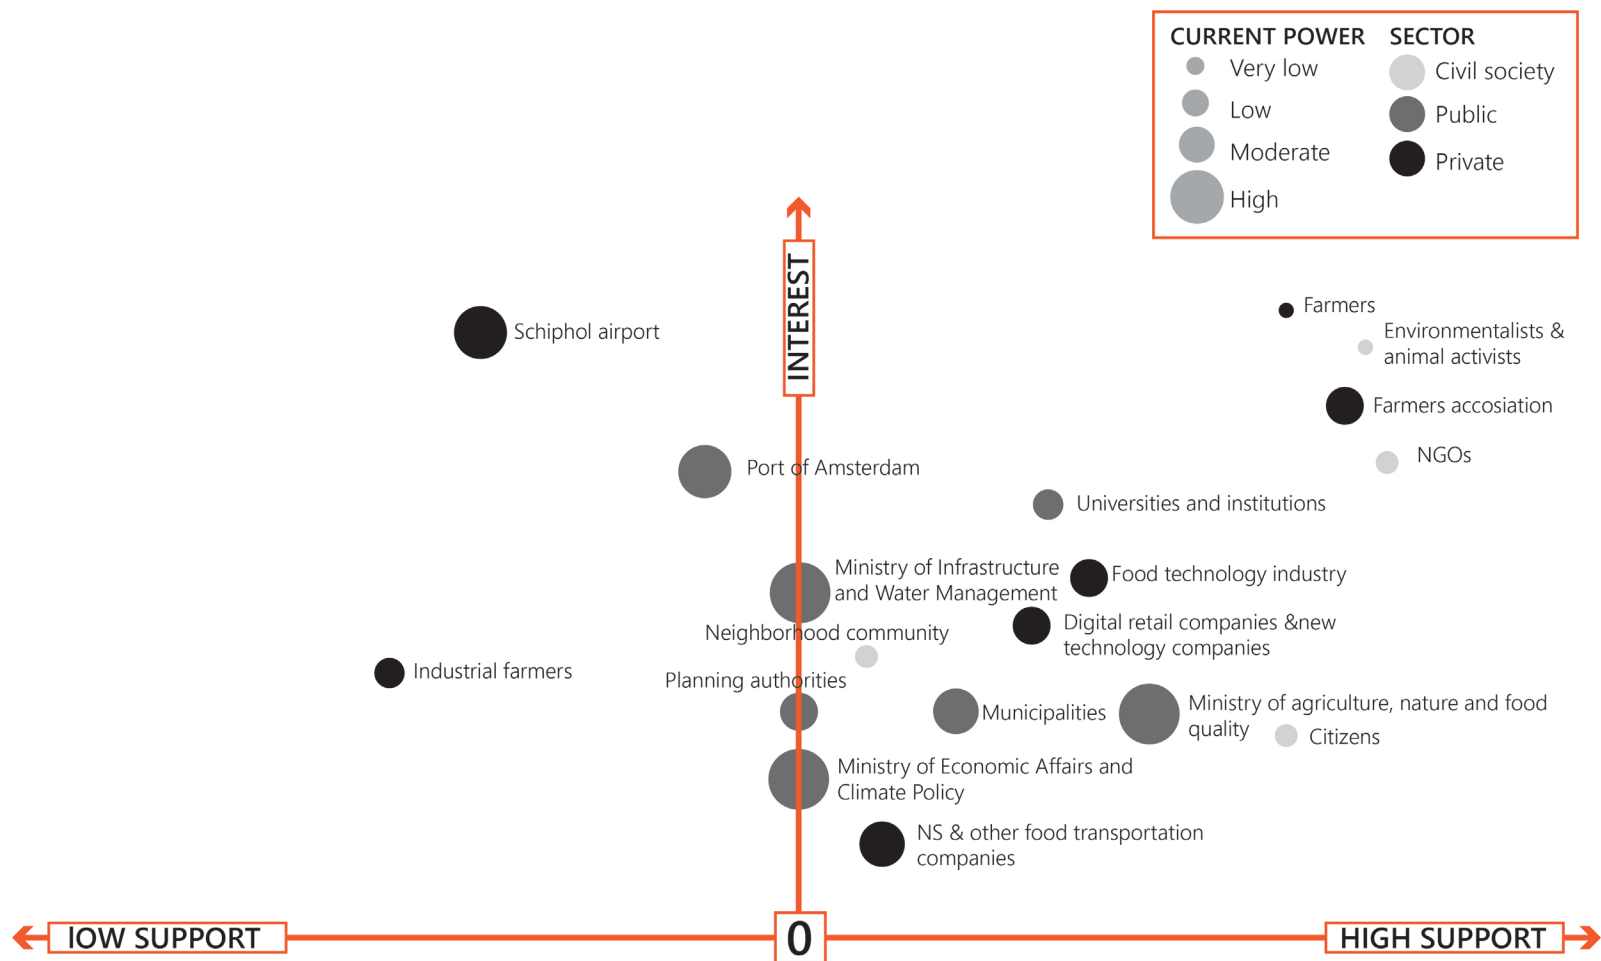 CURRENT POWER
Very low
Low
Moderate
High
SECTOR
Civil society
Public
Private
INTEREST
Schiphol airport
Farmers
Environmentalists &
animal activists
Farmers accosiation
NGOs
Port of Amsterdam
Universities and institutions
Ministry of Infrastructure
and Water Management
Food technology industry
Digital retail companies &new
technology companies
Neighborhood community
Industrial farmers
Planning authorities
Municipalities
Ministry of agriculture, nature and food
quality
Citizens
Ministry of Economic Affairs and
Climate Policy
NS & other food transportation
companies
lOW SUPPORT
0
HIGH SUPPORT